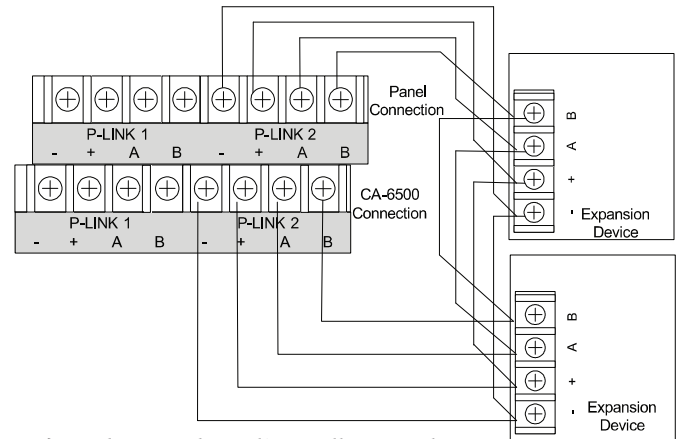 Panel
Connection
P-LINK 1 P-LINK 2
- + A B - + A B
CA-6500
Connection
P-LINK 1 P-LINK 2
- + A B - + A B
B
A
+
-
Expansion
Device
B
A
+
-
Expansion
Device